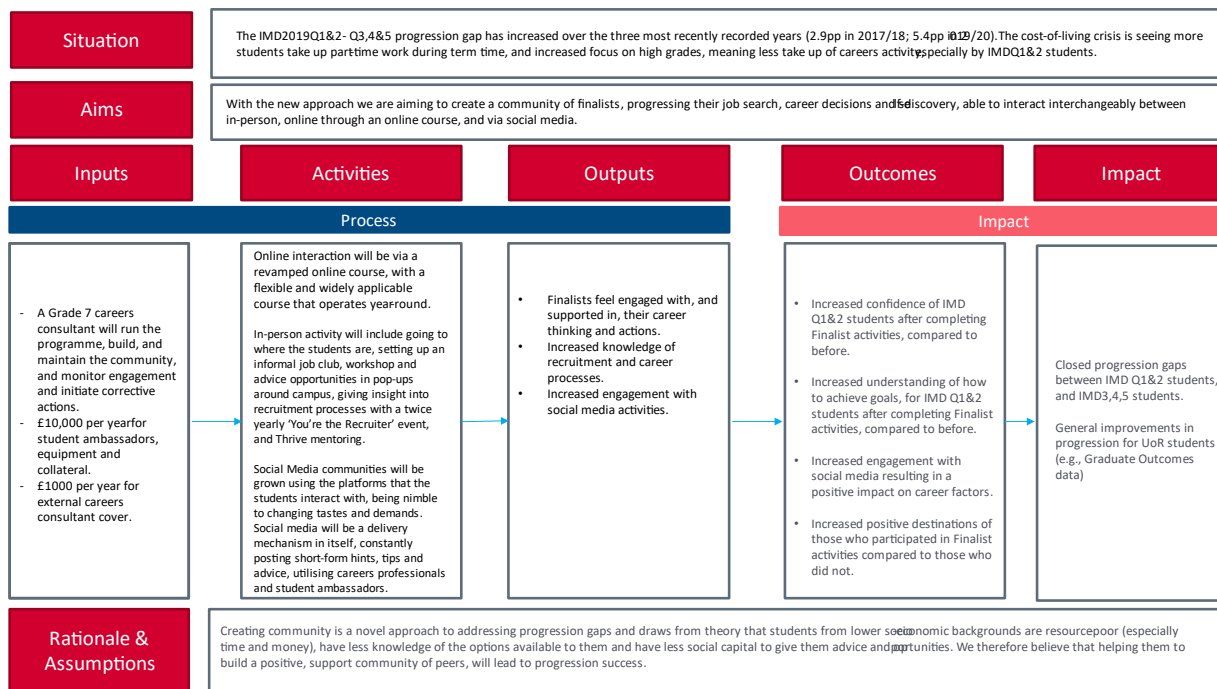 Situation
The IMD2019Q1&2- Q3,4&5 progression gap has increased over the three most recently recorded years (2.9pp in 2017/18; 5.4pp in 2019/20). The cost-of-living crisis is seeing more
students take up parttime work during term time, and increased focus on high grades, meaning less take up of careers activity, especially by IMDQ1&2 students.
Aims
With the new approach we are aiming to create a community of finalists, progressing their job search, career decisions and self-discovery, able to interact interchangeably between
in-person, online through an online course, and via social media.
Inputs
Activities
Outputs
Outcomes
Impact
Process
Impact
- A Grade 7 careers
consultant will run the
programme, build, and
maintain the community,
and monitor engagement
and initiate corrective
actions.
- £10,000 per yearfor
student ambassadors,
equipment and
collateral.
- £1000 per year for
external careers
consultant cover.
Online interaction will be via a
revamped online course, with a
flexible and widely applicable
course that operates yearround.
In-person activity will include going to
where the students are, setting up an
informal job club, workshop and
advice opportunities in pop-ups
around campus, giving insight into
recruitment processes with a twice
yearly ‘You’re the Recruiter’ event,
and Thrive mentoring.
Social Media communities will be
grown using the platforms that the
students interact with, being nimble
to changing tastes and demands.
Social media will be a delivery
mechanism in itself, constantly
posting short-form hints, tips and
advice, utilising careers professionals
and student ambassadors.
• Finalists feel engaged with, and
supported in, their career
thinking and actions.
• Increased knowledge of
recruitment and career
processes.
• Increased engagement with
social media activities.
• Increased confidence of IMD
Q1&2 students after completing
Finalist activities, compared to
before.
• Increased understanding of how
to achieve goals, for IMD Q1&2
students after completing Finalist
activities, compared to before.
• Increased engagement with
social media resulting in a
positive impact on career factors.
• Increased positive destinations of
those who participated in Finalist
activities compared to those who
did not.
Closed progression gaps
between IMD Q1&2 students,
and IMD3,4,5 students.
General improvements in
progression for UoR students
(e.g., Graduate Outcomes
data)
Rationale &
Assumptions
Creating community is a novel approach to addressing progression gaps and draws from theory that students from lower socio-economic backgrounds are resourcepoor (especially
time and money), have less knowledge of the options available to them and have less social capital to give them advice and opportunities. We therefore believe that helping them to
build a positive, support community of peers, will lead to progression success.